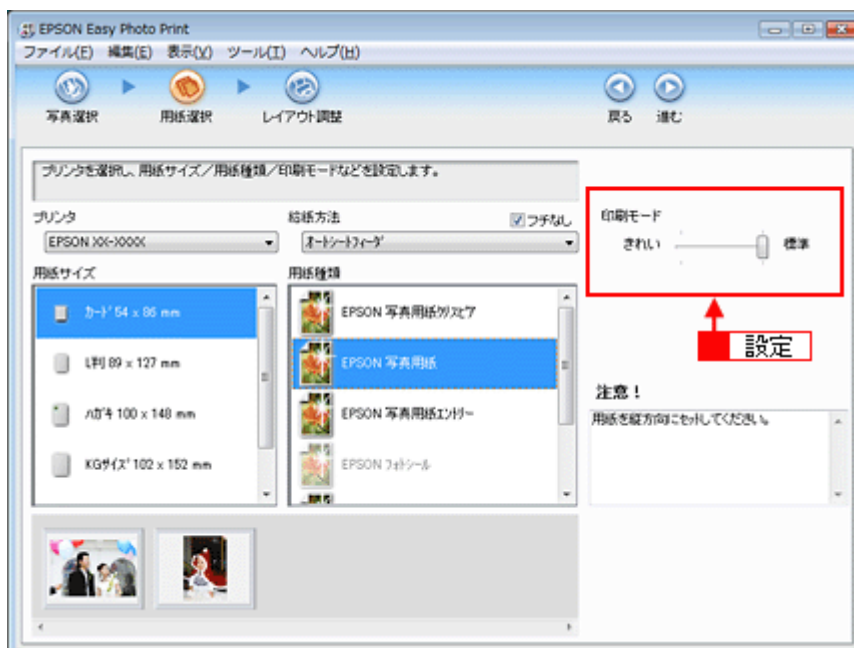 EPSON Easy Photo Print
ファイル(F) 編集(E) 表示(V) ツール(T) ヘルプ(H)
写真選択 用紙選択 レイアウト調整 戻る 進む
プリンタを選択し、用紙サイズ／用紙種類／印刷モードなどを設定します。
プリンタ
EPSON XX-XXXX
給紙方法
フチなし
オートシートフィーダ
用紙サイズ
カード 54 x 86 mm
L判 89 x 127 mm
ハガキ 100 x 148 mm
KGサイズ 102 x 152 mm
用紙種類
EPSON 写真用紙クリスピア
EPSON 写真用紙
EPSON 写真用紙エントリー
EPSON フォトシール
印刷モード
きれい 標準
設定
注意！
用紙を縦方向にセットしてください。